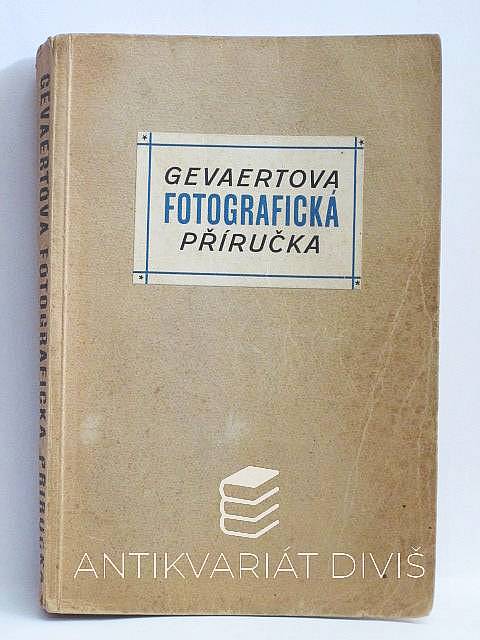 GEVAERTOVA
FOTOGRAFICKÁ
PŘÍRUČKA
GEVAERTOVA FOTOGRAFICKÁ PŘÍRUČKA
ANTIKVARIÁT DIVIŠ